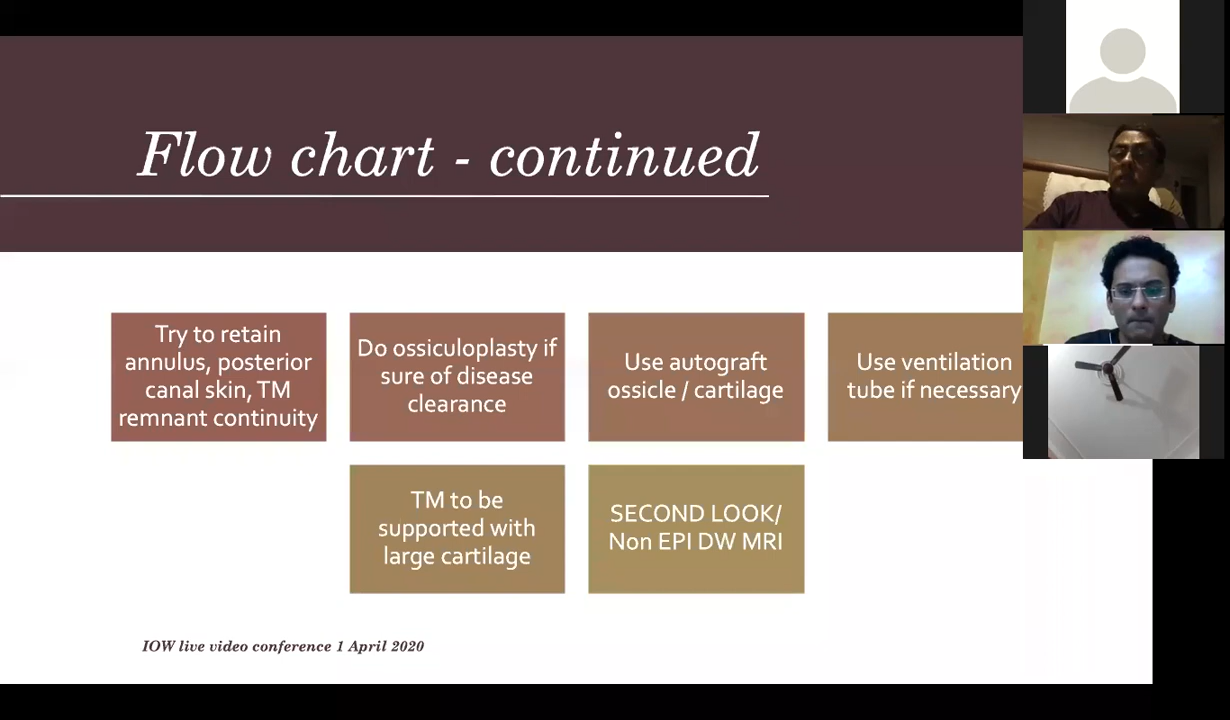 Flow chart - continued
Try to retain
annulus, posterior
canal skin, TM
remnant continuity
Do ossiculoplasty if
sure of disease
clearance
Use autograft
ossicle / cartilage
Use ventilation
tube if necessary
TM to be
supported with
large cartilage
SECOND LOOK/
Non EPI DW MRI
IOW live video conference 1 April 2020